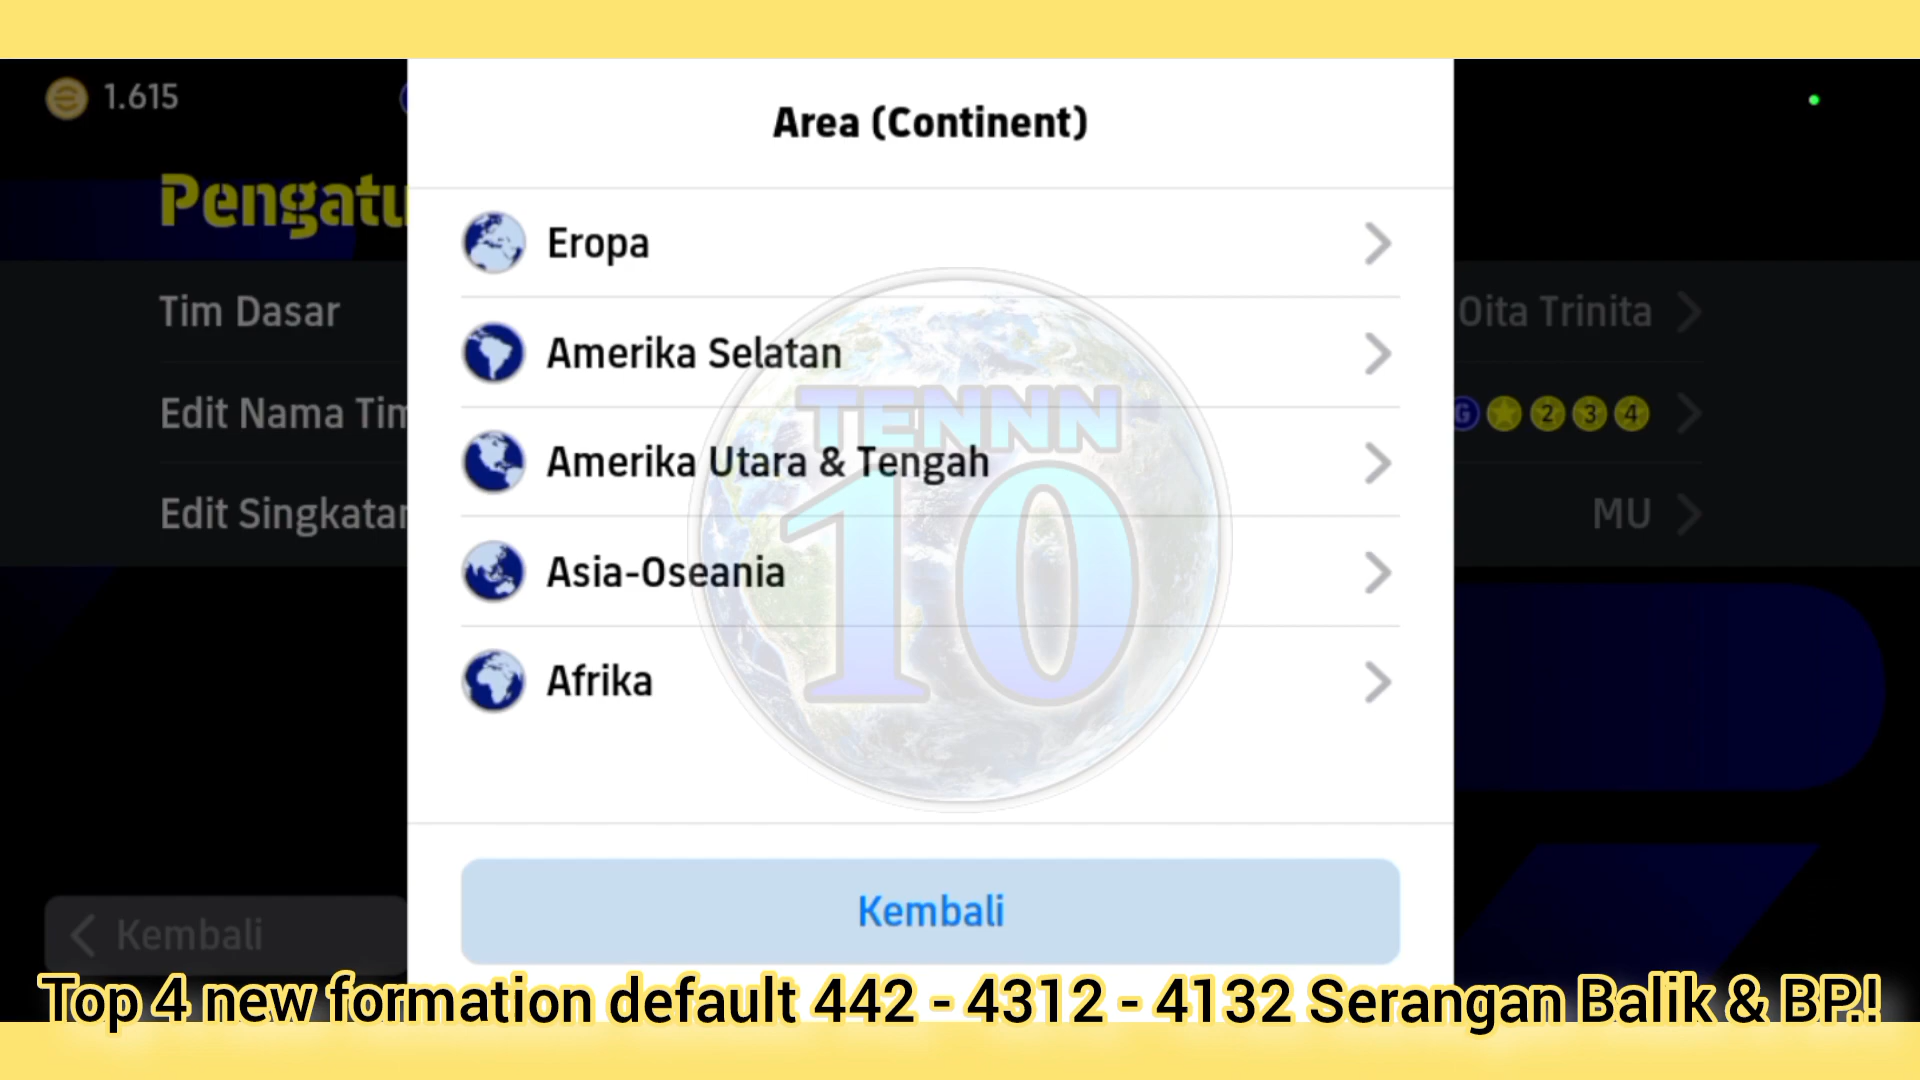 1.615
Area (Continent)
Pengatu
Eropa
Tim Dasar
Oita Trinita
Amerika Selatan
TENNN
Edit Nama Tim
G 2 3 4
Amerika Utara & Tengah
10
Edit Singkatan
MU
Asia-Oseania
Afrika
Kembali
Kembali
Top 4 new formation default 442 - 4312 - 4132 Serangan Balik & BP.!